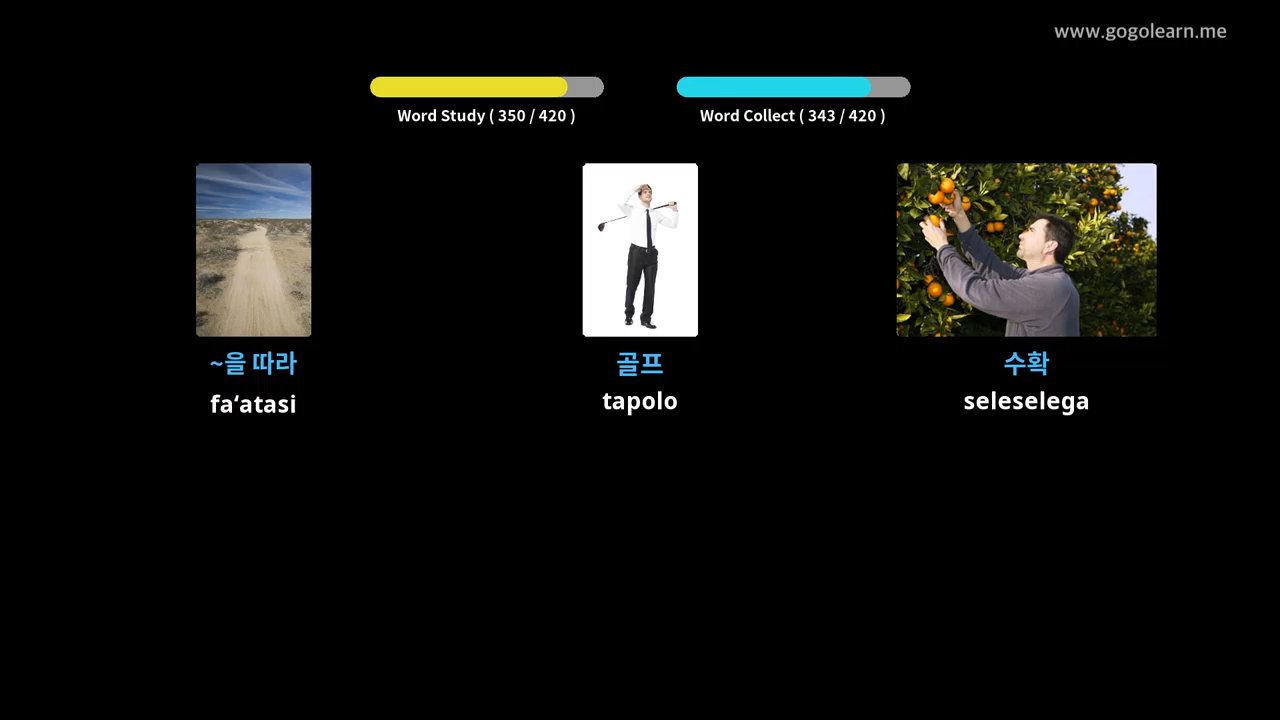 www.gogolearn.me
Word Study ( 350 / 420 )
Word Collect ( 343 / 420 )
~을 따라
fa‘atasi
골프
tapolo
수확
seleselega